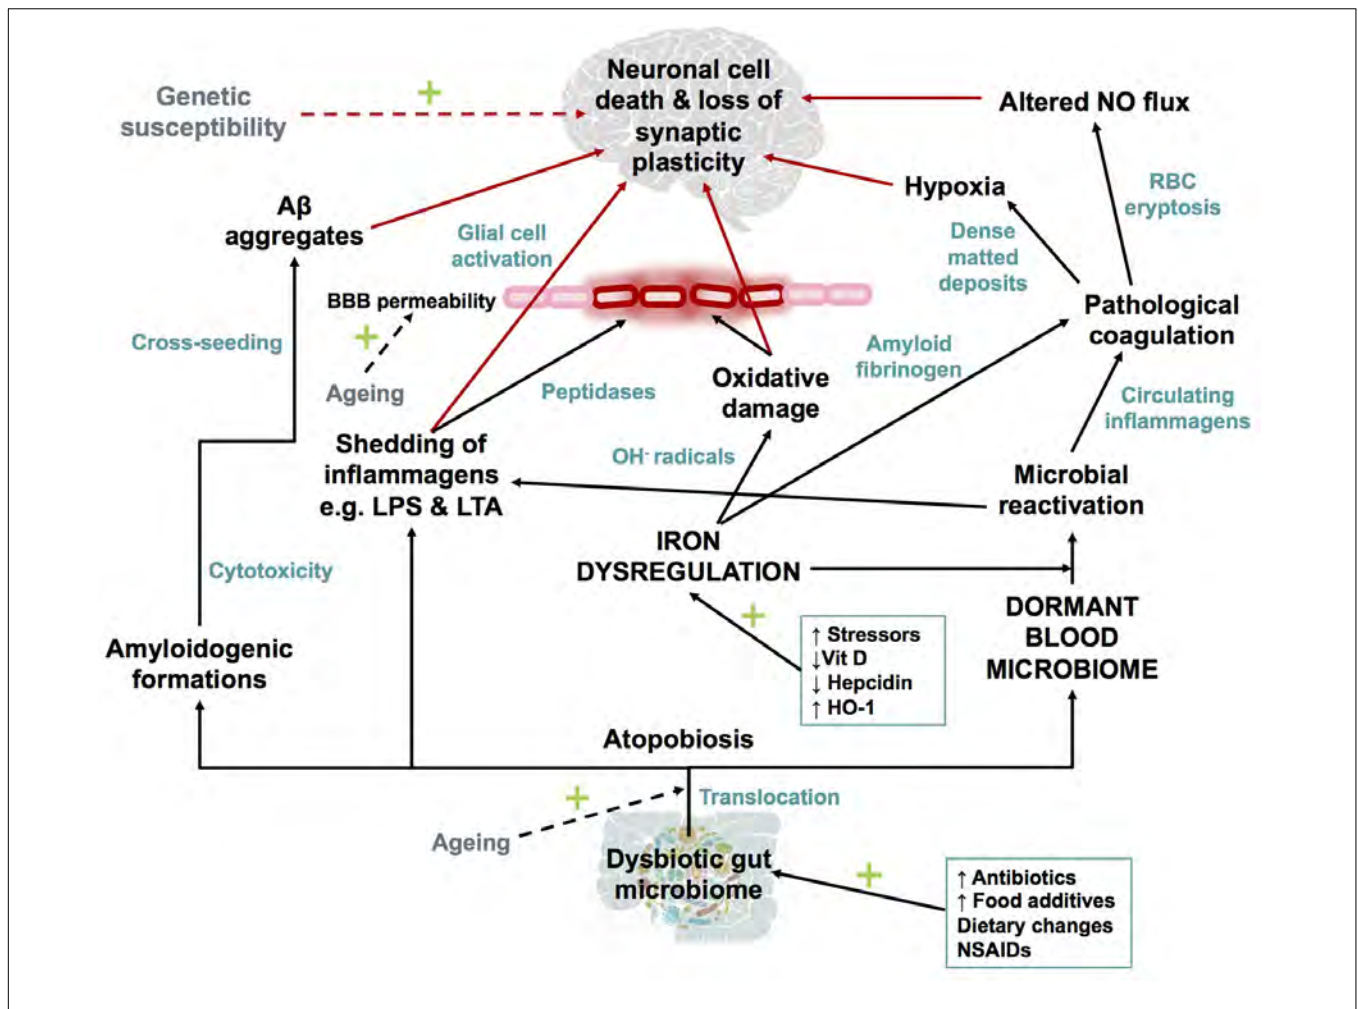 Genetic
susceptibility
+
Neuronal cell
death & loss of
synaptic
plasticity
Altered NO flux
Hypoxia
RBC
eryptosis
Aβ
aggregates
Glial cell
activation
Dense
matted
deposits
BBB permeability
+
Ageing
Cross-seeding
Pathological
coagulation
Amyloid
fibrinogen
Peptidases
Oxidative
damage
Circulating
inflammagens
Shedding of
inflammagens
e.g. LPS & LTA
OH- radicals
Microbial
reactivation
IRON
DYSREGULATION
Cytotoxicity
+
↑ Stressors
↓Vit D
↓ Hepcidin
↑ HO-1
DORMANT
BLOOD
MICROBIOME
Amyloidogenic
formations
Atopobiosis
+
Translocation
Ageing
Dysbiotic gut
microbiome
+
↑ Antibiotics
↑ Food additives
Dietary changes
NSAIDs